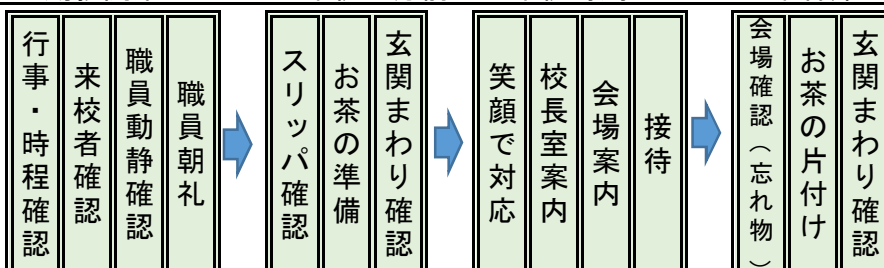 行事・時程確認
来校者確認
職員動静確認
職員朝礼
スリッパ確認
お茶の準備
玄関まわり確認
笑顔で対応
校長室案内
会場案内
接待
会場確認（忘れ物）
お茶の片付け
玄関まわり確認